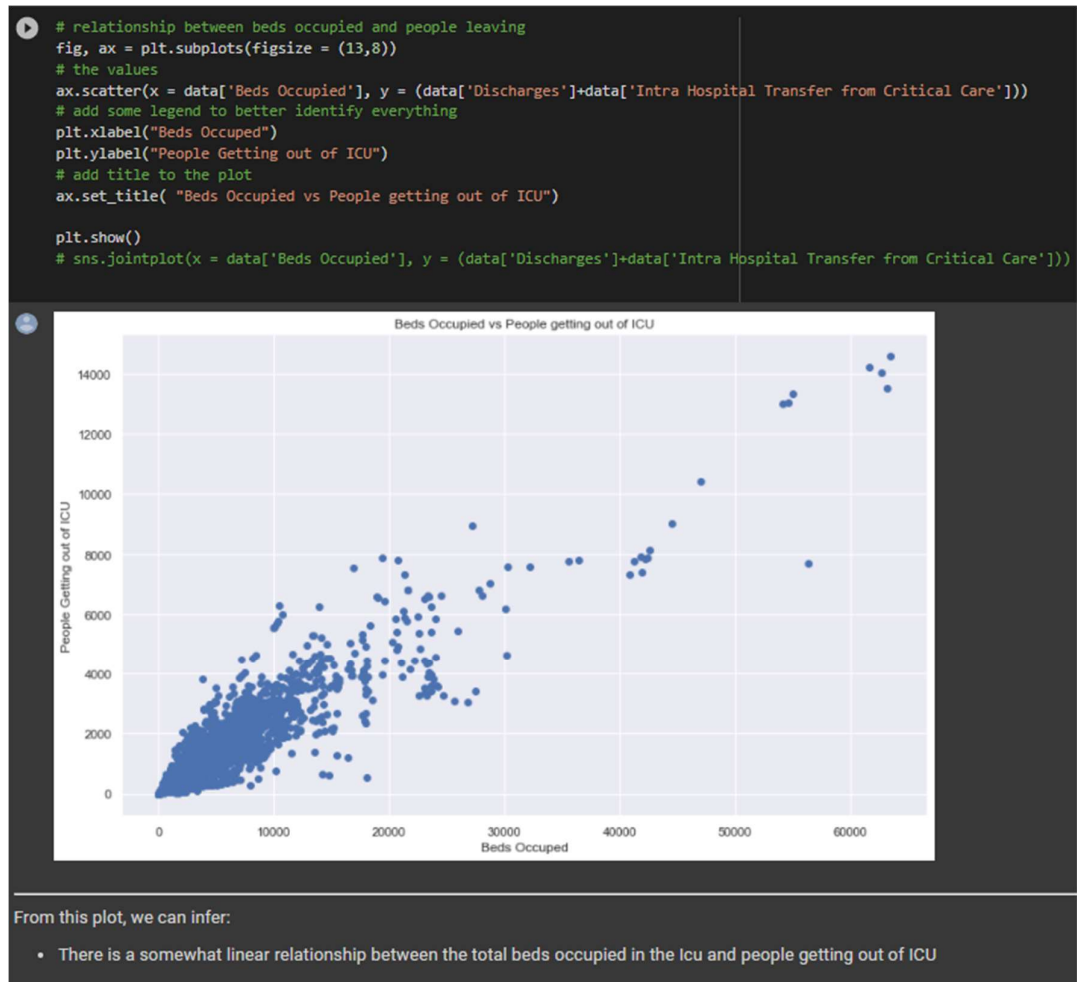 # relationship between beds occupied and people leaving
fig, ax = plt.subplots(figsize = (13,8))
# the values
ax.scatter(x = data['Beds Occupied'], y = (data['Discharges']+data['Intra Hospital Transfer from Critical Care']))
# add some legend to better identify everything
plt.xlabel("Beds Occuped")
plt.ylabel("People Getting out of ICU")
# add title to the plot
ax.set_title( "Beds Occupied vs People getting out of ICU")
plt.show()
# sns.jointplot(x = data['Beds Occupied'], y = (data['Discharges']+data['Intra Hospital Transfer from Critical Care']))
Beds Occupied vs People getting out of ICU
People Getting out of ICU
14000
12000
10000
8000
6000
4000
2000
0
0 10000 20000 30000 40000 50000 60000
Beds Occuped
From this plot, we can infer:
• There is a somewhat linear relationship between the total beds occupied in the Icu and people getting out of ICU